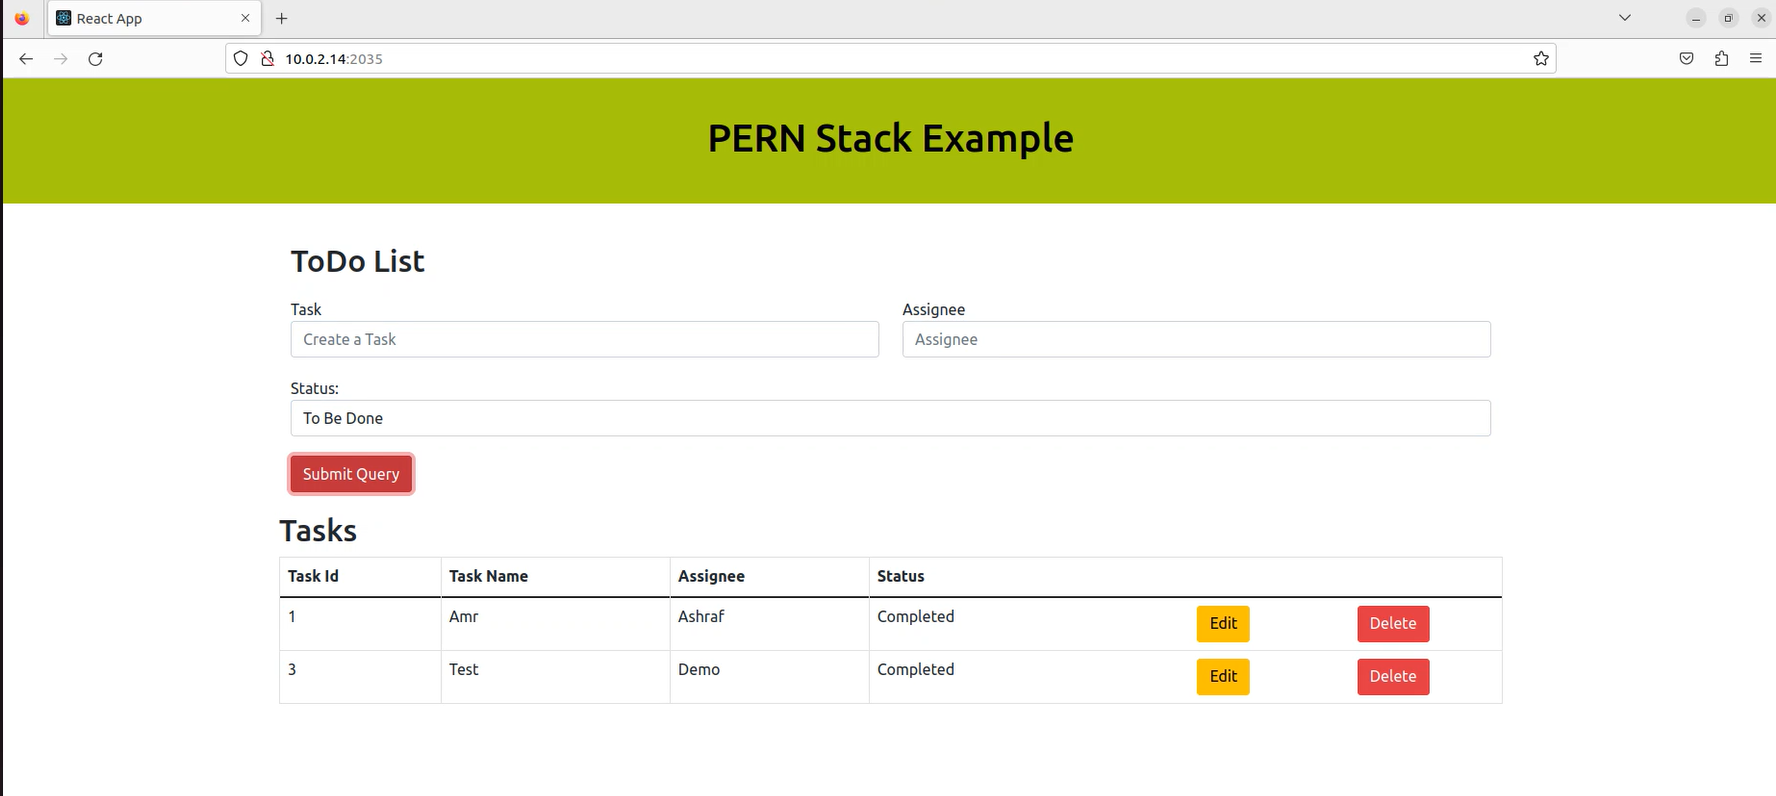 React App
10.0.2.14:2035
PERN Stack Example
ToDo List
Task Assignee
Create a Task Assignee
Status:
To Be Done
Submit Query
Tasks
Task Id Task Name Assignee Status
1 Amr Ashraf Completed Edit Delete
3 Test Demo Completed Edit Delete